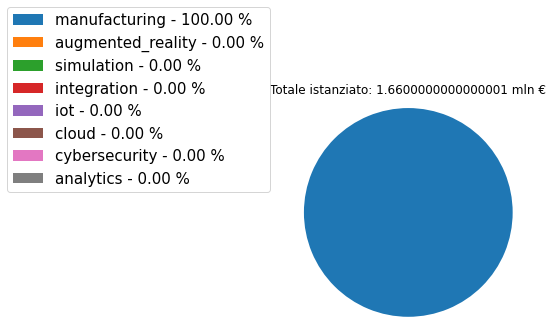 manufacturing - 100.00 %
augmented_reality - 0.00 %
simulation - 0.00 %
integration - 0.00 %
iot - 0.00 %
cloud - 0.00 %
cybersecurity - 0.00 %
analytics - 0.00 %
Totale istanziato: 1.6600000000000001 mln €